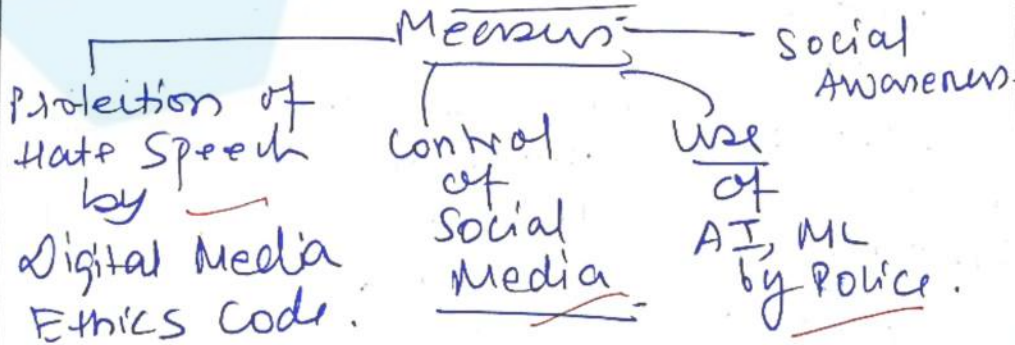 Measures
Social
Awareness.
Protection of
Hate Speech
by
Digital Media
Ethics Code.
Control
of
Social
Media
Use
of
AI, ML
by Police.